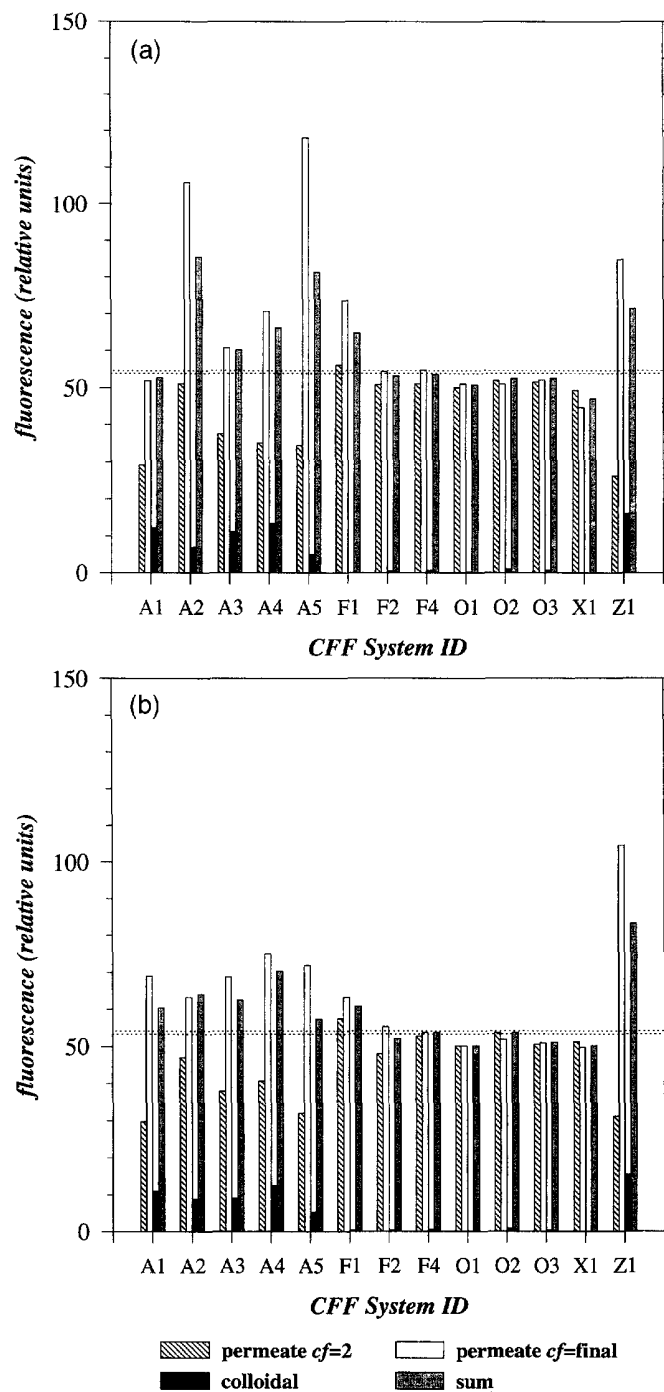 (a)
150
100
50
0
fluorescence (relative units)
A1 A2 A3 A4 A5 F1 F2 F4 O1 O2 O3 X1 Z1
CFF System ID
(b)
150
100
50
0
fluorescence (relative units)
A1 A2 A3 A4 A5 F1 F2 F4 O1 O2 O3 X1 Z1
CFF System ID
permeate cf=2 permeate cf=final
colloidal sum